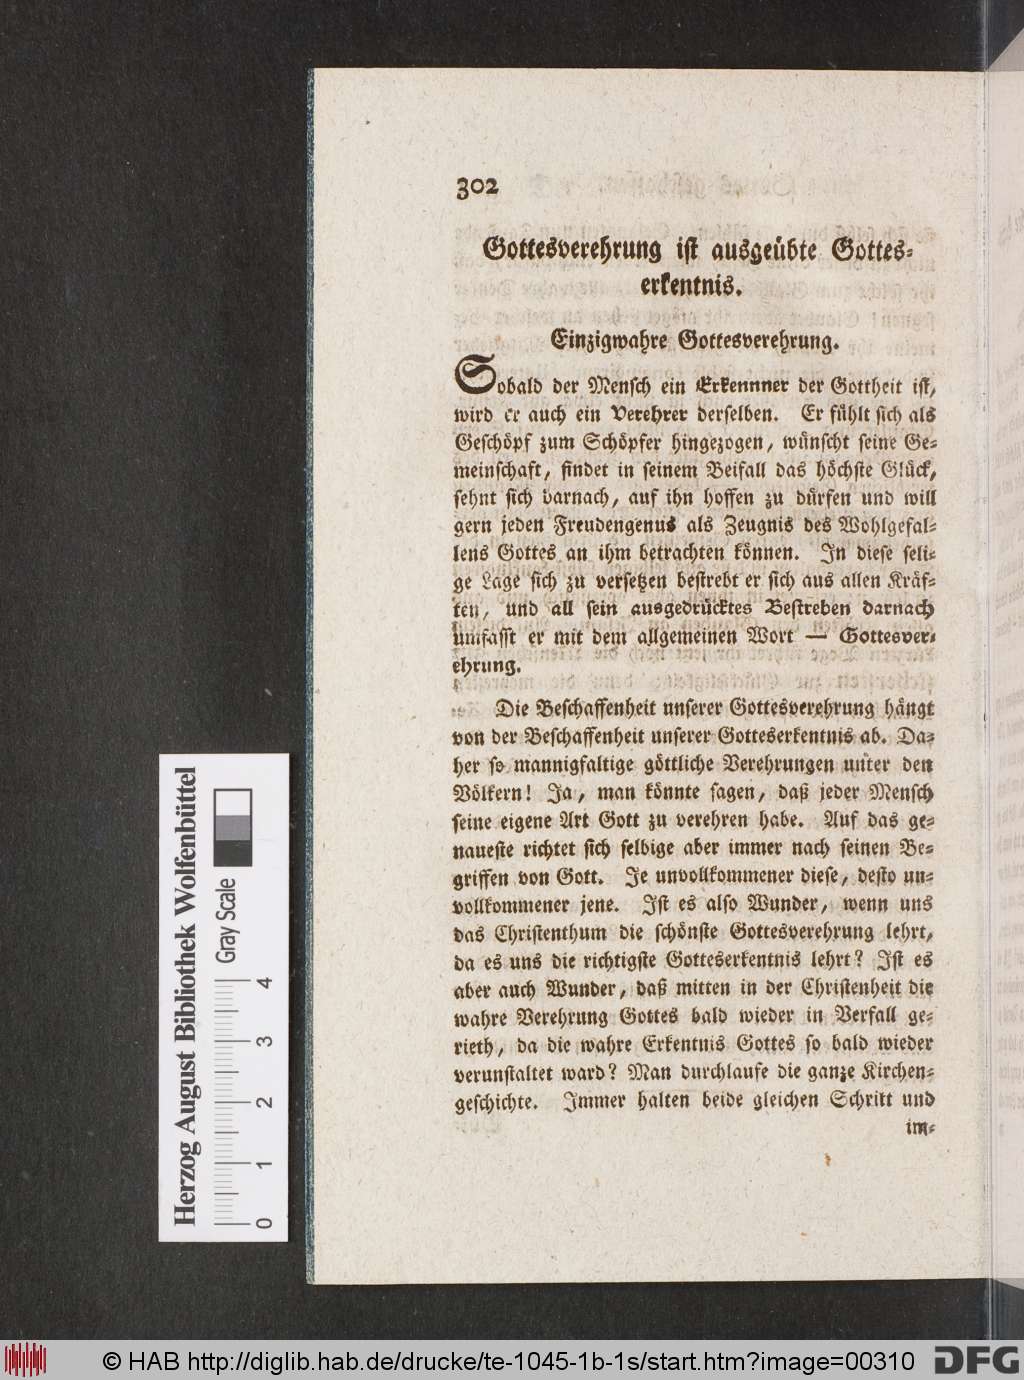 302
Gottesverehrung ist ausgeübte Gottes-
erkentnis.
Einzigwahre Gottesverehrung.
Sobald der Mensch ein Erkennner der Gottheit ist,
wird er auch ein Verehrer derselben. Er fühlt sich als
Geschöpf zum Schöpfer hingezogen, wünscht seine Ge-
meinschaft, findet in seinem Beifall das höchste Glück,
sehnt sich darnach, auf ihn hoffen zu dürfen und will
gern jeden Freudengenus als Zeugnis des Wohlgefal-
lens Gottes an ihm betrachten können. In diese seli-
ge Lage sich zu versetzen bestrebt er sich aus allen Kräf-
ten, und all sein ausgedrücktes Bestreben darnach
umfasst er mit dem allgemeinen Wort — Gottesver-
ehrung.
Die Beschaffenheit unserer Gottesverehrung hängt
von der Beschaffenheit unserer Gotteserkentnis ab. Da-
her so mannigfaltige göttliche Verehrungen unter den
Völkern! Ja, man könnte sagen, daß jeder Mensch
seine eigene Art Gott zu verehren habe. Auf das ge-
naueste richtet sich selbige aber immer nach seinen Be-
griffen von Gott. Je unvollkommener diese, desto un-
vollkommener jene. Ist es also Wunder, wenn uns
das Christenthum die schönste Gottesverehrung lehrt,
da es uns die richtigste Gotteserkentnis lehrt? Ist es
aber auch Wunder, daß mitten in der Christenheit die
wahre Verehrung Gottes bald wieder in Verfall ge-
rieth, da die wahre Erkentnis Gottes so bald wieder
verunstaltet ward? Man durchlaufe die ganze Kirchen-
geschichte. Immer halten beide gleichen Schritt und
im-
Herzog August Bibliothek Wolfenbüttel
Gray Scale
0 1 2 3 4
© HAB http://diglib.hab.de/drucke/te-1045-1b-1s/start.htm?image=00310
DFG